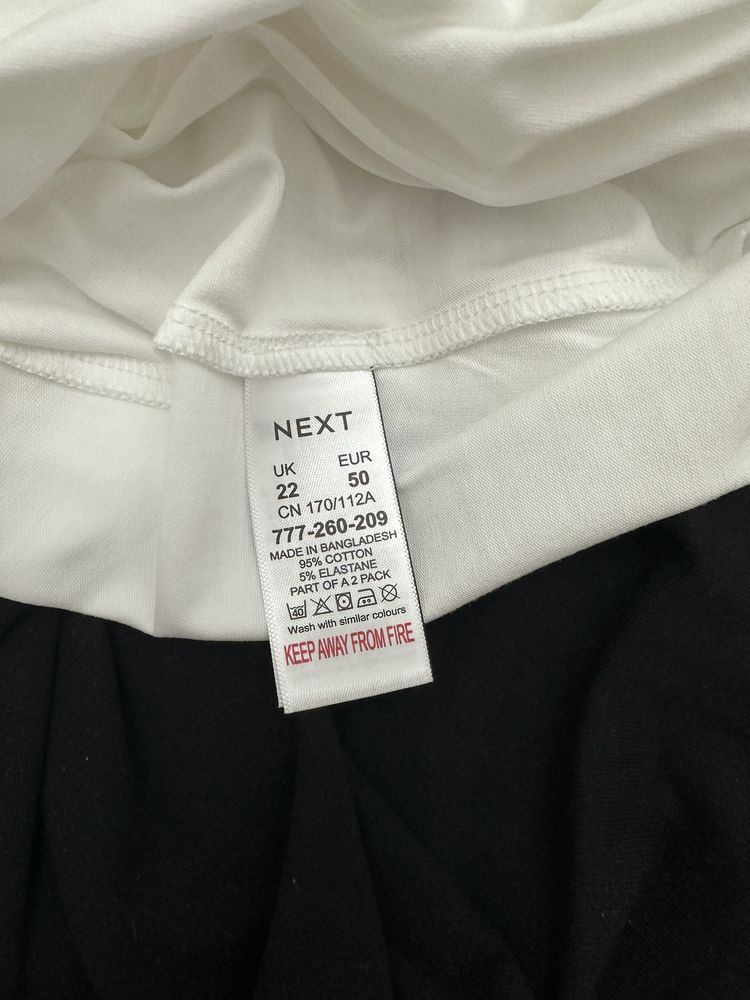 NEXT
UK EUR
22 50
CN 170/112A
777-260-209
MADE IN BANGLADESH
95% COTTON
5% ELASTANE
PART OF A 2 PACK
40
Wash with similar colours
KEEP AWAY FROM FIRE